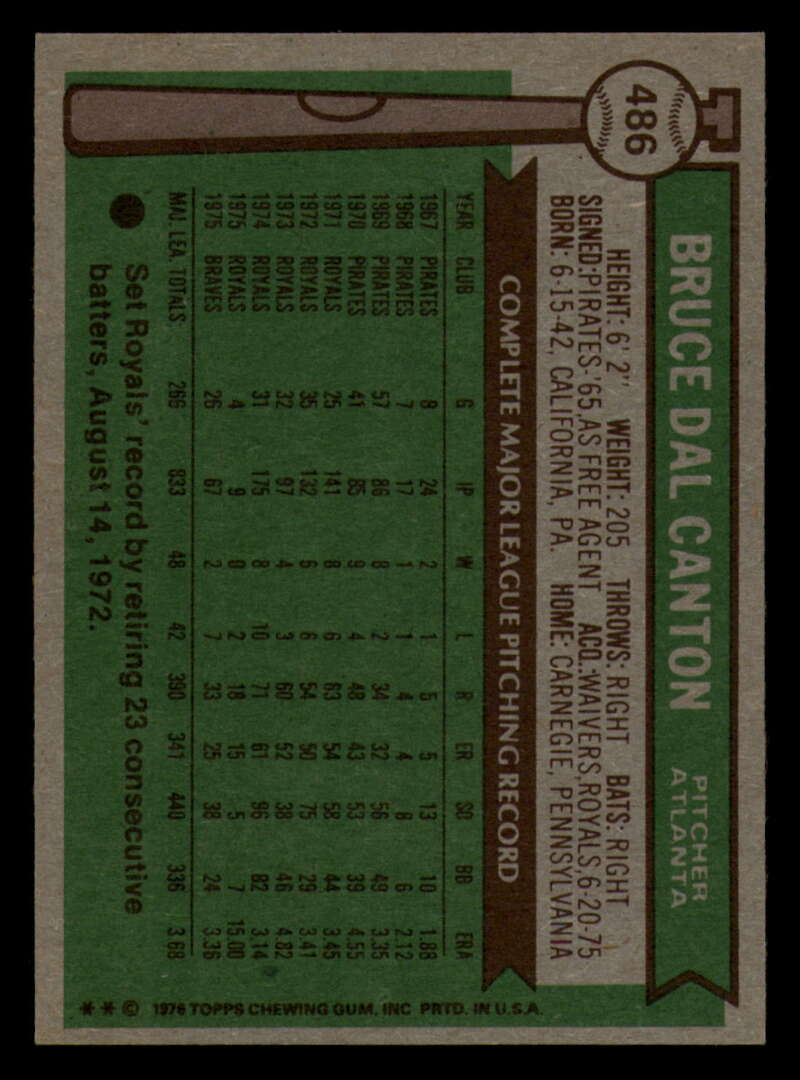 486
BRUCE DAL CANTON
PITCHER
ATLANTA
HEIGHT: 6' 2" WEIGHT: 205 THROWS: RIGHT BATS: RIGHT
SIGNED: PIRATES-'65, AS FREE AGENT ACQ.: WAIVERS, ROYALS, 6-20-75
BORN: 6-15-42, CALIFORNIA, PA. HOME: CARNEGIE, PENNSYLVANIA
COMPLETE MAJOR LEAGUE PITCHING RECORD
YEAR CLUB G IP W L R ER SO BB ERA
1967 PIRATES 8 24 2 1 5 5 13 10 1.88
1968 PIRATES 7 17 1 1 4 4 8 6 2.12
1969 PIRATES 57 86 8 2 34 32 56 49 3.35
1970 PIRATES 41 85 9 4 48 43 53 39 4.55
1971 ROYALS 25 141 8 6 63 54 58 44 3.45
1972 ROYALS 35 132 6 6 54 50 75 29 3.41
1973 ROYALS 32 97 4 3 60 52 38 46 4.82
1974 ROYALS 31 175 8 10 71 61 96 82 3.14
1975 ROYALS 4 9 0 2 18 15 5 7 15.00
1975 BRAVES 26 67 2 7 33 25 38 24 3.36
MAJ. LEA. TOTALS 266 833 48 42 390 341 440 336 3.68
Set Royals' record by retiring 23 consecutive
batters, August 14, 1972.
* * © 1976 TOPPS CHEWING GUM, INC PRTD. IN U.S.A.